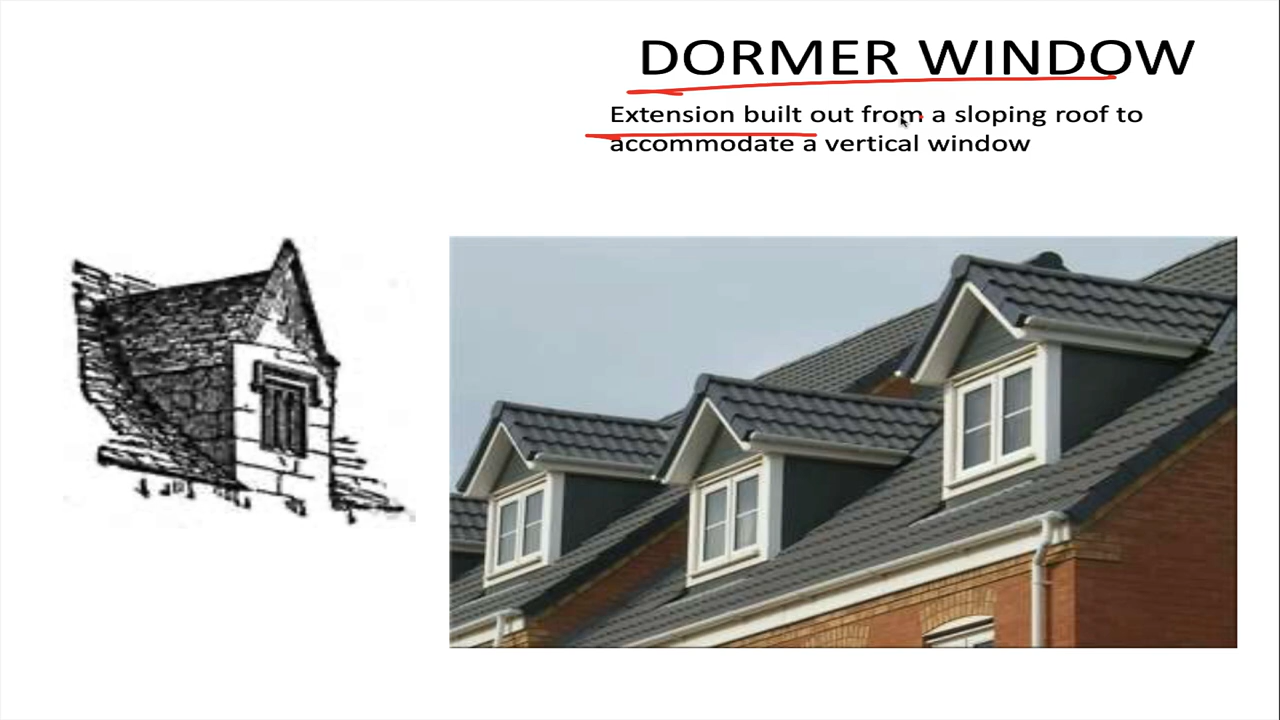 DORMER WINDOW
Extension built out from a sloping roof to
accommodate a vertical window